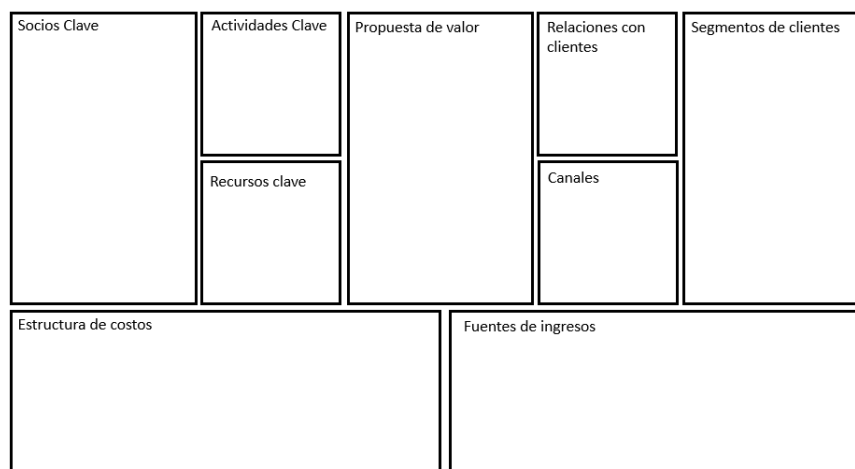 Socios Clave
Actividades Clave
Propuesta de valor
Relaciones con
clientes
Segmentos de clientes
Recursos clave
Canales
Estructura de costos
Fuentes de ingresos